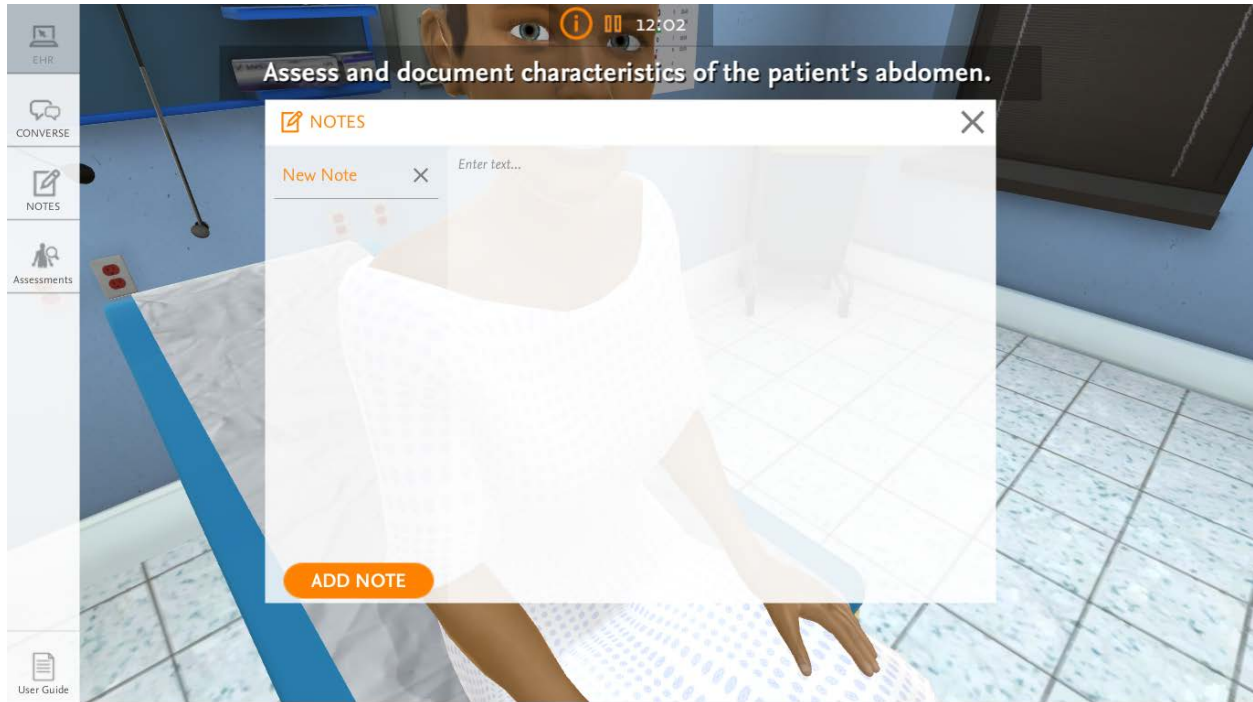 12:02
Assess and document characteristics of the patient's abdomen.
EHR
CONVERSE
NOTES
Assessments
User Guide
NOTES
New Note
Enter text...
ADD NOTE